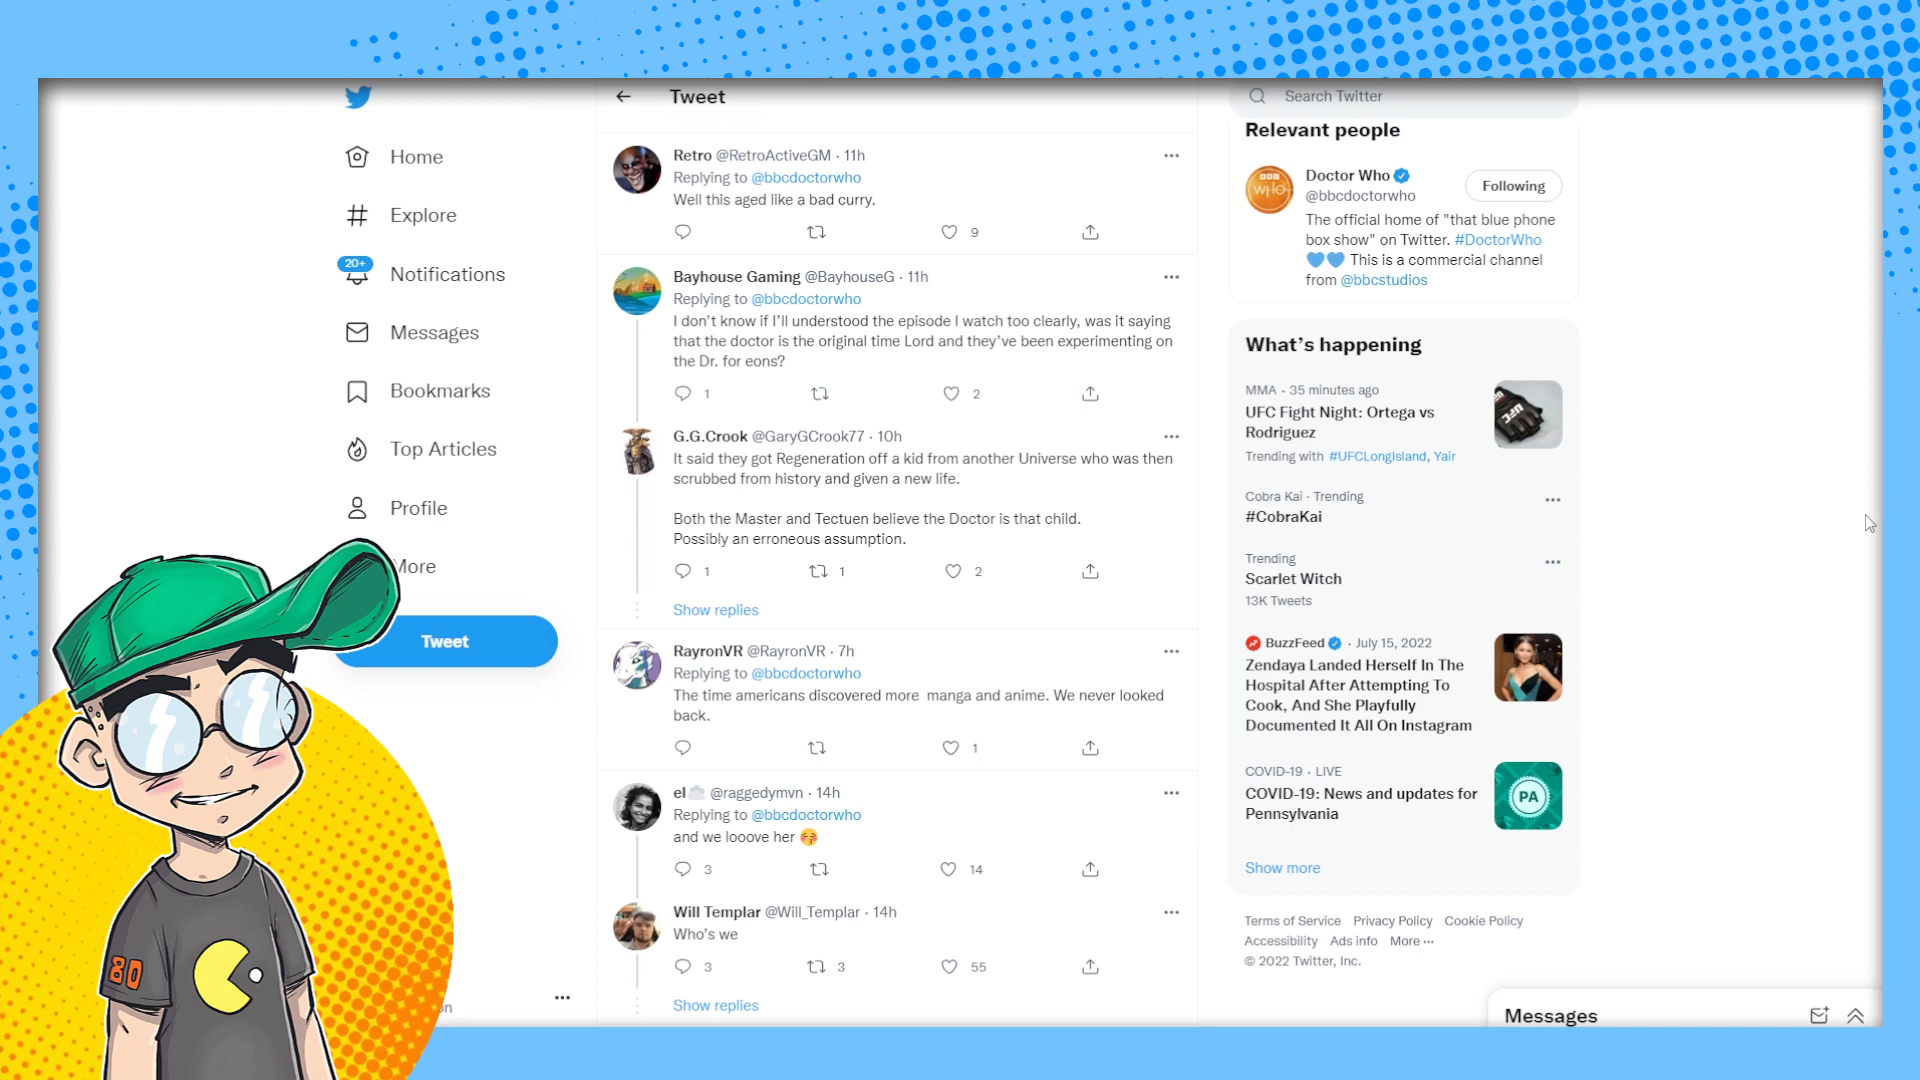 Home
Explore
20+
Notifications
Messages
Bookmarks
Top Articles
Profile
More
Tweet
80
Tweet
Retro @RetroActiveGM · 11h
Replying to @bbcdoctorwho
Well this aged like a bad curry.
9
Bayhouse Gaming @BayhouseG · 11h
Replying to @bbcdoctorwho
I don't know if I'll understood the episode I watch too clearly, was it saying
that the doctor is the original time Lord and they've been experimenting on
the Dr. for eons?
1 2
G.G.Crook @GaryGCrook77 · 10h
It said they got Regeneration off a kid from another Universe who was then
scrubbed from history and given a new life.
Both the Master and Tectuen believe the Doctor is that child.
Possibly an erroneous assumption.
1 1 2
Show replies
RayronVR @RayronVR · 7h
Replying to @bbcdoctorwho
The time americans discovered more manga and anime. We never looked
back.
1
el @raggedymvn · 14h
Replying to @bbcdoctorwho
and we looove her 😚
3 14
Will Templar @Will_Templar · 14h
Who's we
3 3 55
Show replies
Search Twitter
Relevant people
BBC
WHO
Doctor Who
@bbcdoctorwho
Following
The official home of "that blue phone
box show" on Twitter. #DoctorWho
💙💙 This is a commercial channel
from @bbcstudios
What's happening
MMA · 35 minutes ago
UFC Fight Night: Ortega vs
Rodriguez
Trending with #UFCLongIsland, Yair
UFC
Cobra Kai · Trending
#CobraKai
Trending
Scarlet Witch
13K Tweets
BuzzFeed · July 15, 2022
Zendaya Landed Herself In The
Hospital After Attempting To
Cook, And She Playfully
Documented It All On Instagram
COVID-19 · LIVE
COVID-19: News and updates for
Pennsylvania
PA
Show more
Terms of Service Privacy Policy Cookie Policy
Accessibility Ads info More ···
© 2022 Twitter, Inc.
Messages